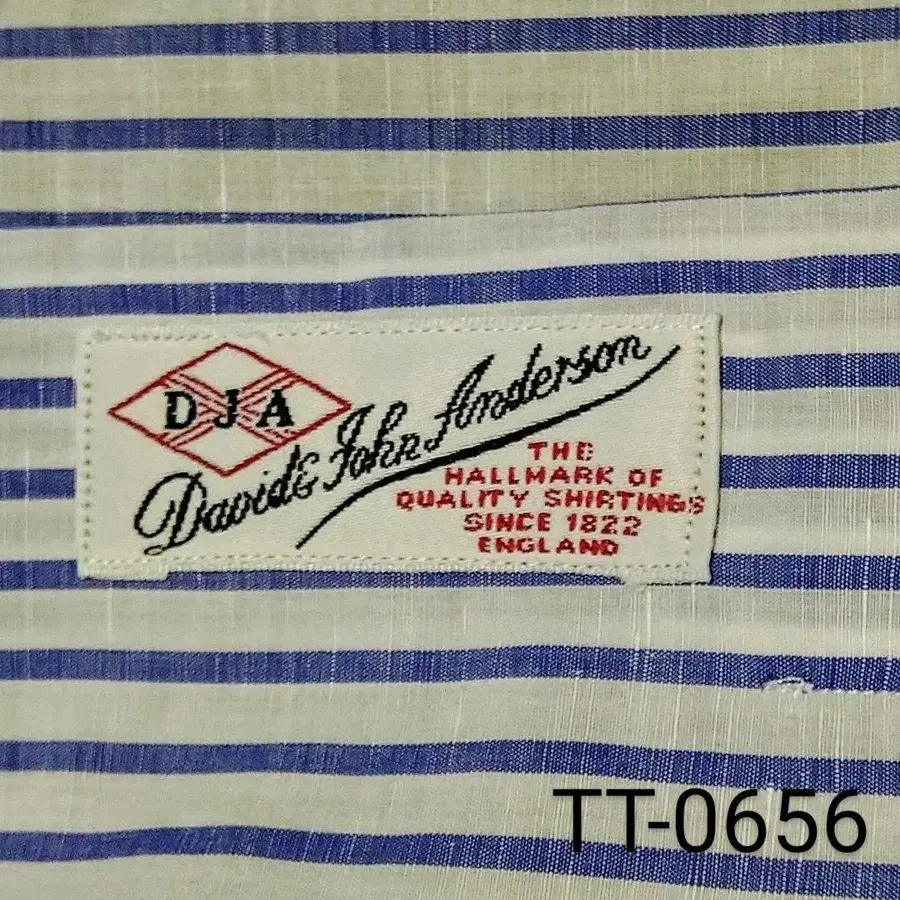 DJA
David & John Anderson
THE
HALLMARK OF
QUALITY SHIRTINGS
SINCE 1822
ENGLAND
TT-0656